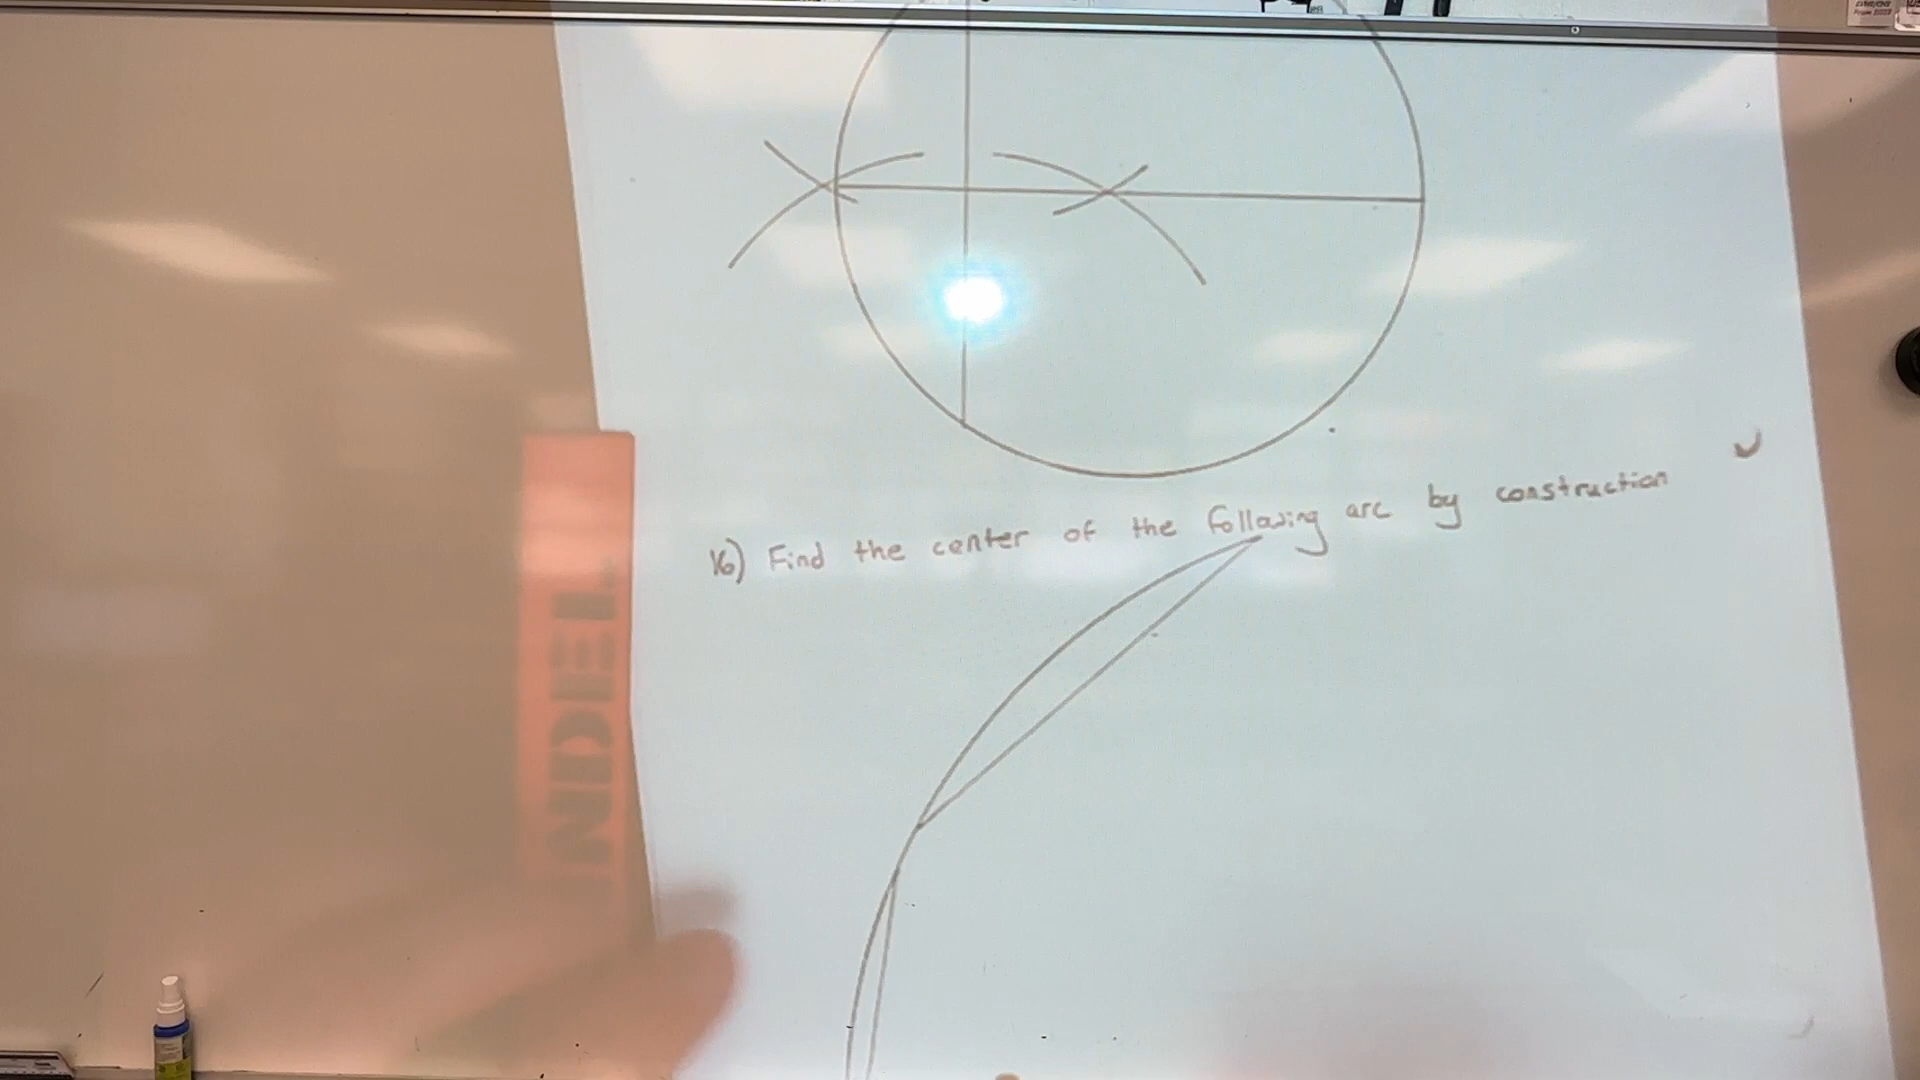 16) Find the center of the following arc by construction